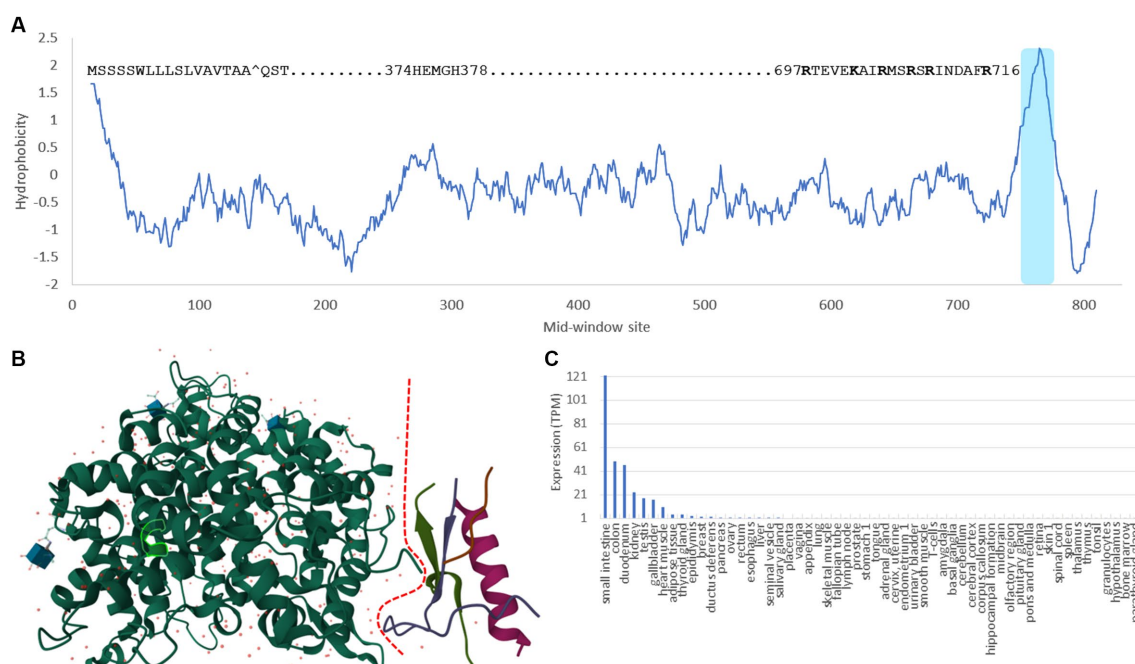 A
2.5
2
1.5
1
0.5
0
-0.5
-1
-1.5
-2
Hydrophobicity
MSSSSWLLLSLVAVTAA^QST..........374HEMGH378...........................697RTEVEKAIRMSRSRINDAFR716
0 100 200 300 400 500 600 700 800
Mid-window site
B
C
121
101
81
61
41
21
1
Expression (TPM)
small intestine
colon
duodenum
kidney
testis
gallbladder
heart muscle
adipose tissue
thyroid gland
epididymis
breast
ductus deferens
pancreas
ovary
rectum
esophagus
liver
seminal vesicle
salivary gland
placenta
vagina
appendix
lung
skeletal muscle
fallopian tube
lymph node
prostate
stomach 1
tongue
adrenal gland
cervix, uterine
endometrium 1
urinary bladder
smooth muscle
T-cells
amygdala
basal ganglia
cerebellum
cerebral cortex
corpus callosum
hippocampal formation
midbrain
olfactory region
pituitary gland
pons and medulla
retina
skin 1
spinal cord
spleen
thalamus
thymus
tonsil
granulocytes
hypothalamus
bone marrow